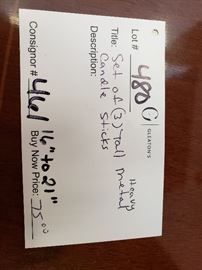 Lot # 480
G
GLEATON'S
Title: Set of (3) Tall Heavy metal
Candle Sticks
Description:
16" to 21"
Consignor # 461
Buy Now Price: 75.00